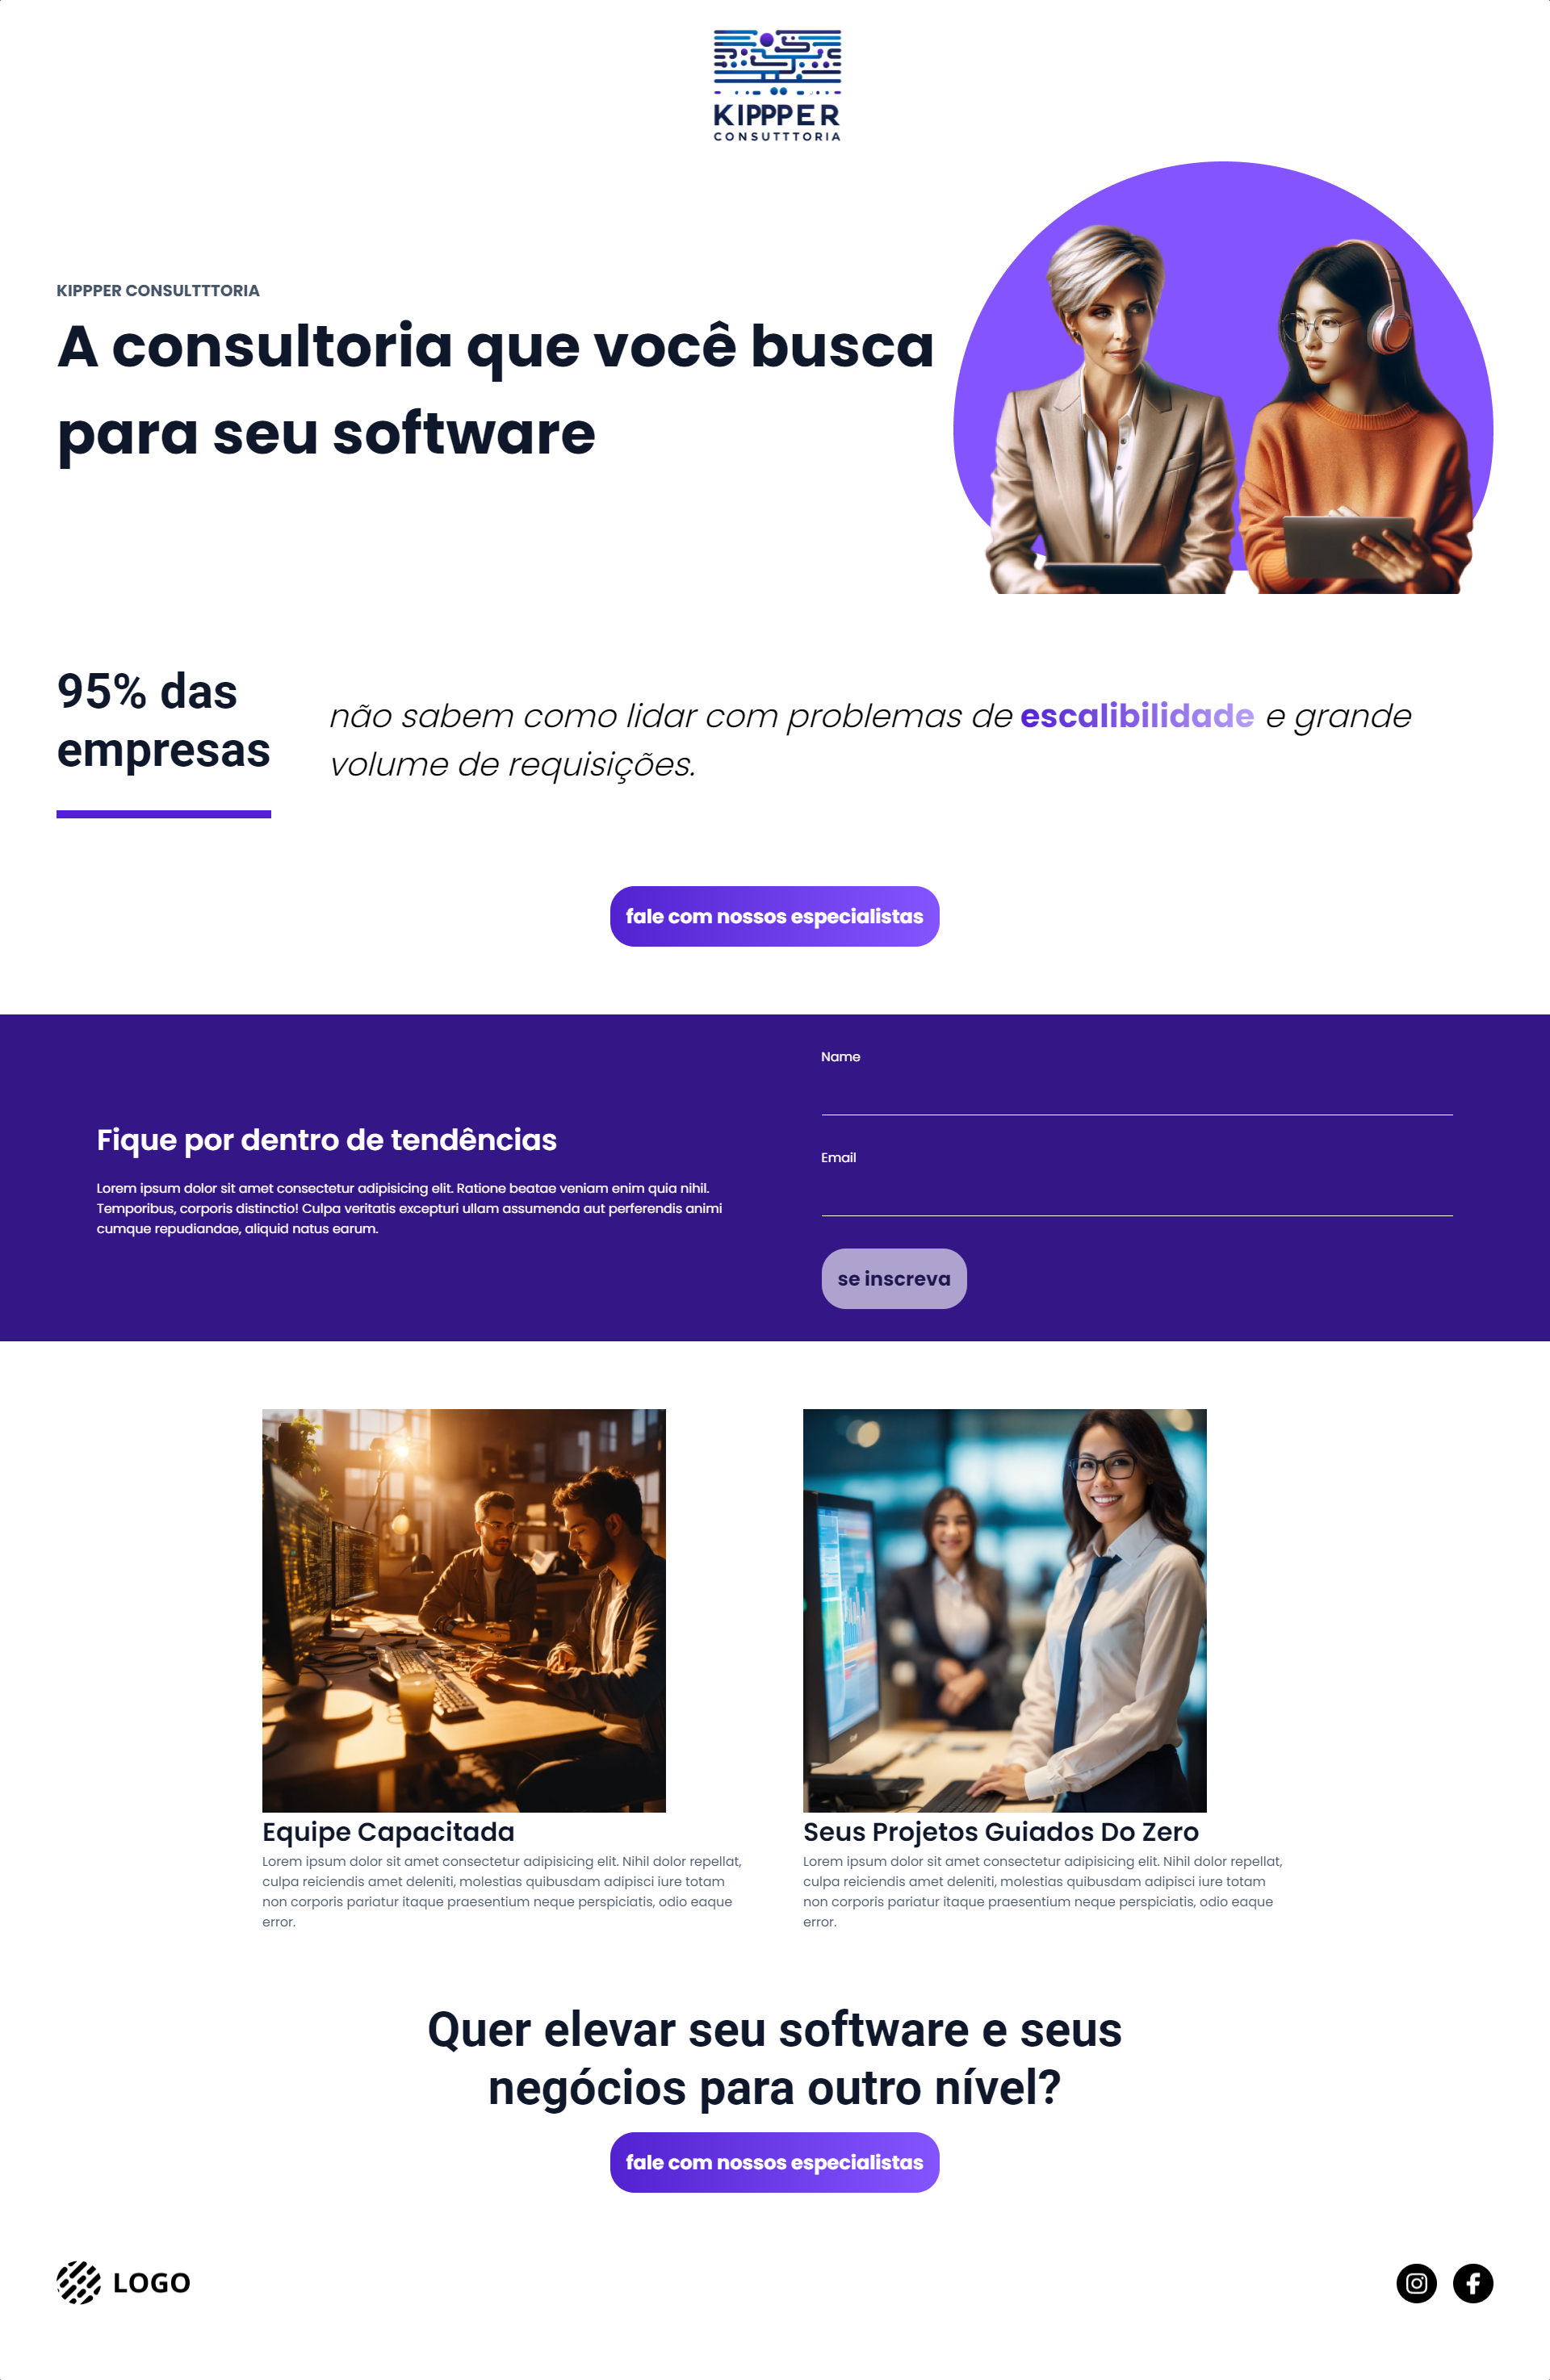 KIPPPER
CONSUTTTORIA
KIPPPER CONSULTTTORIA
A consultoria que você busca
para seu software
95% das
empresas
não sabem como lidar com problemas de escalibilidade e grande
volume de requisições.
fale com nossos especialistas
Fique por dentro de tendências
Lorem ipsum dolor sit amet consectetur adipisicing elit. Ratione beatae veniam enim quia nihil.
Temporibus, corporis distinctio! Culpa veritatis excepturi ullam assumenda aut perferendis animi
cumque repudiandae, aliquid natus earum.
Name
Email
se inscreva
Equipe Capacitada
Lorem ipsum dolor sit amet consectetur adipisicing elit. Nihil dolor repellat,
culpa reiciendis amet deleniti, molestias quibusdam adipisci iure totam
non corporis pariatur itaque praesentium neque perspiciatis, odio eaque
error.
Seus Projetos Guiados Do Zero
Lorem ipsum dolor sit amet consectetur adipisicing elit. Nihil dolor repellat,
culpa reiciendis amet deleniti, molestias quibusdam adipisci iure totam
non corporis pariatur itaque praesentium neque perspiciatis, odio eaque
error.
Quer elevar seu software e seus
negócios para outro nível?
fale com nossos especialistas
LOGO